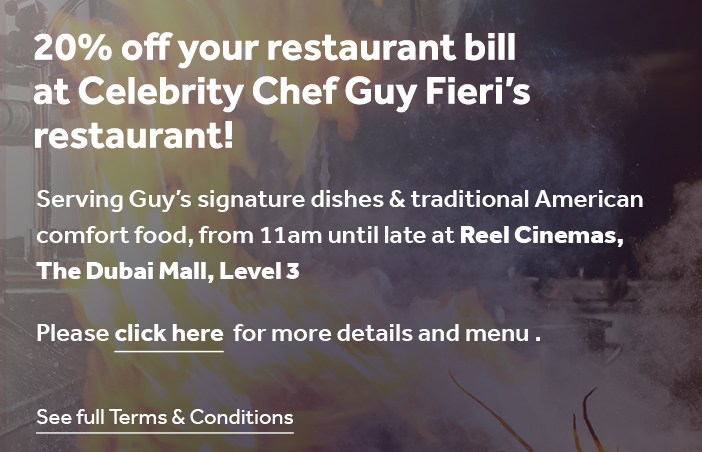 20% off your restaurant bill
at Celebrity Chef Guy Fieri's
restaurant!
Serving Guy's signature dishes & traditional American
comfort food, from 11am until late at Reel Cinemas,
The Dubai Mall, Level 3
Please click here for more details and menu .
See full Terms & Conditions